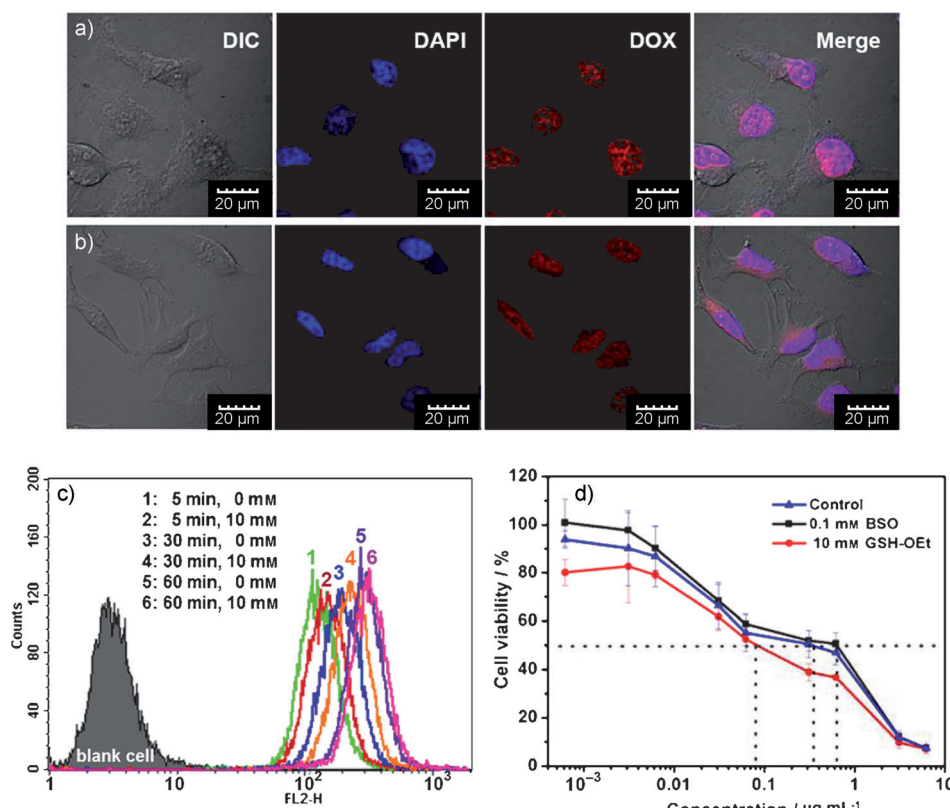 a) DIC DAPI DOX Merge
20 µm 20 µm 20 µm 20 µm
b)
20 µm 20 µm 20 µm 20 µm
c)
200
160
120
80
40
0
Counts
1: 5 min, 0 mM
2: 5 min, 10 mM
3: 30 min, 0 mM
4: 30 min, 10 mM
5: 60 min, 0 mM
6: 60 min, 10 mM
1 2 3 4 5 6
blank cell
1 10 10² 10³
FL2-H
d)
120
100
80
60
40
20
0
Cell viability / %
Control
0.1 mM BSO
10 mM GSH-OEt
10⁻³ 0.01 0.1 1 10
Concentration / µg mL⁻¹